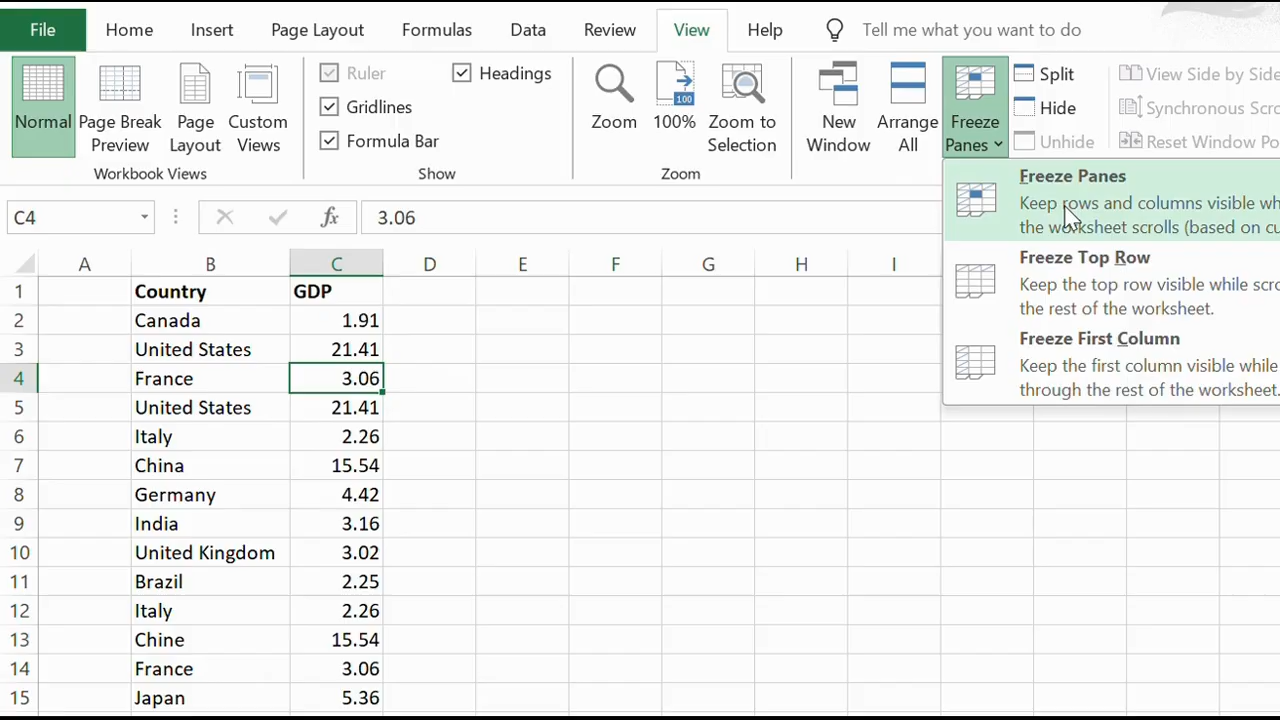 File Home Insert Page Layout Formulas Data Review View Help Tell me what you want to do
Normal
Page Break
Preview
Page
Layout
Custom
Views
Workbook Views
Ruler
Headings
Gridlines
Formula Bar
Show
Zoom
100
100%
Zoom to
Selection
Zoom
New
Window
Arrange
All
Freeze
Panes
Split
Hide
Unhide
View Side by Side
Synchronous Scro
Reset Window Po
Freeze Panes
Keep rows and columns visible wh
the worksheet scrolls (based on cu
Freeze Top Row
Keep the top row visible while scro
the rest of the worksheet.
Freeze First Column
Keep the first column visible while
through the rest of the worksheet.
C4 fx 3.06
A B C D E F G H I
1 Country GDP
2 Canada 1.91
3 United States 21.41
4 France 3.06
5 United States 21.41
6 Italy 2.26
7 China 15.54
8 Germany 4.42
9 India 3.16
10 United Kingdom 3.02
11 Brazil 2.25
12 Italy 2.26
13 Chine 15.54
14 France 3.06
15 Japan 5.36